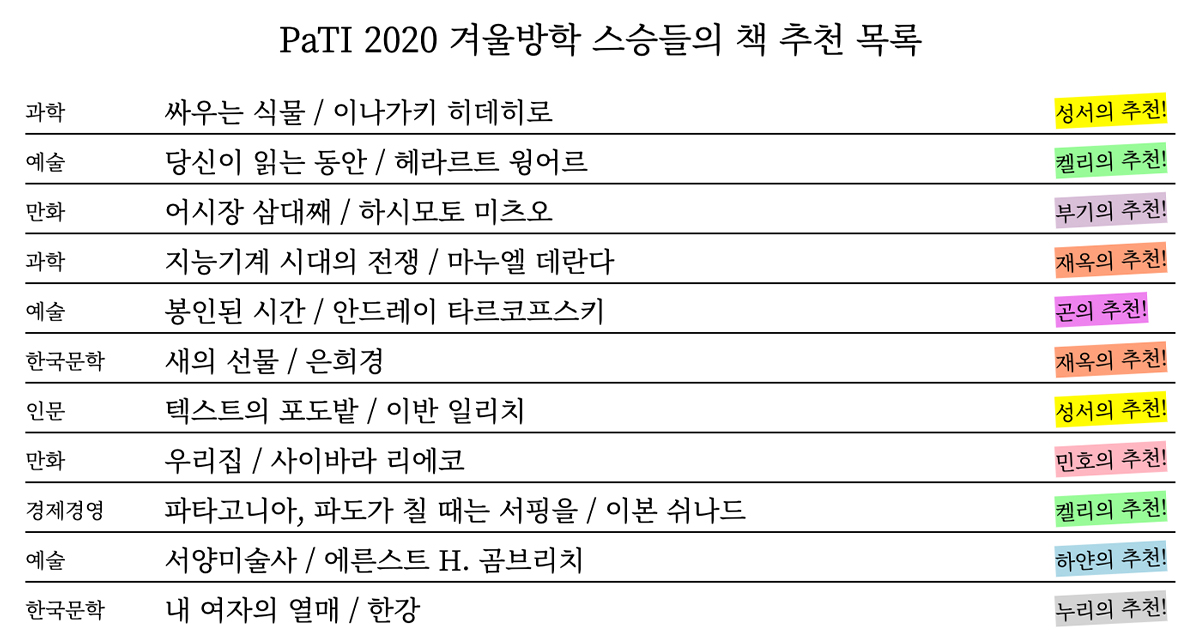 PaTI 2020 겨울방학 스승들의 책 추천 목록
과학 싸우는 식물 / 이나가키 히데히로 성서의 추천!
예술 당신이 읽는 동안 / 헤라르트 윙어르 켈리의 추천!
만화 어시장 삼대째 / 하시모토 미츠오 부기의 추천!
과학 지능기계 시대의 전쟁 / 마누엘 데란다 재옥의 추천!
예술 봉인된 시간 / 안드레이 타르코프스키 곤의 추천!
한국문학 새의 선물 / 은희경 재옥의 추천!
인문 텍스트의 포도밭 / 이반 일리치 성서의 추천!
만화 우리집 / 사이바라 리에코 민호의 추천!
경제경영 파타고니아, 파도가 칠 때는 서핑을 / 이본 쉬나드 켈리의 추천!
예술 서양미술사 / 에른스트 H. 곰브리치 하얀의 추천!
한국문학 내 여자의 열매 / 한강 누리의 추천!